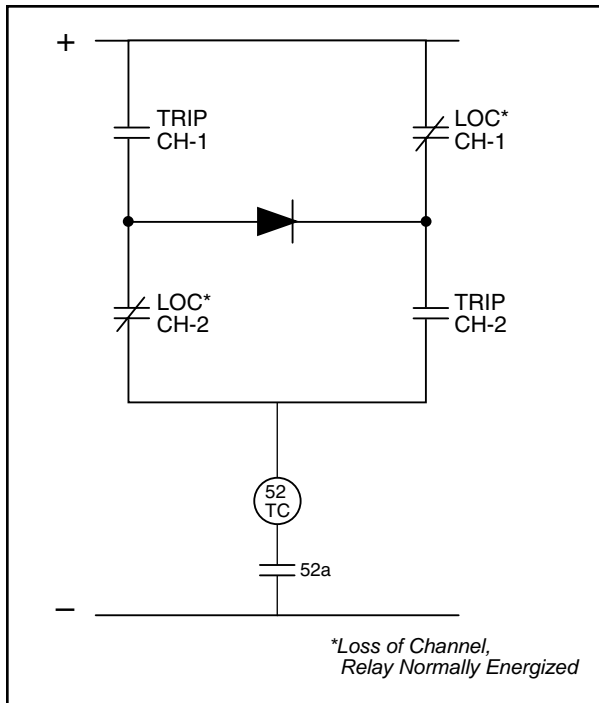 +
TRIP
CH-1
LOC*
CH-1
LOC*
CH-2
TRIP
CH-2
52
TC
52a
–
*Loss of Channel,
Relay Normally Energized